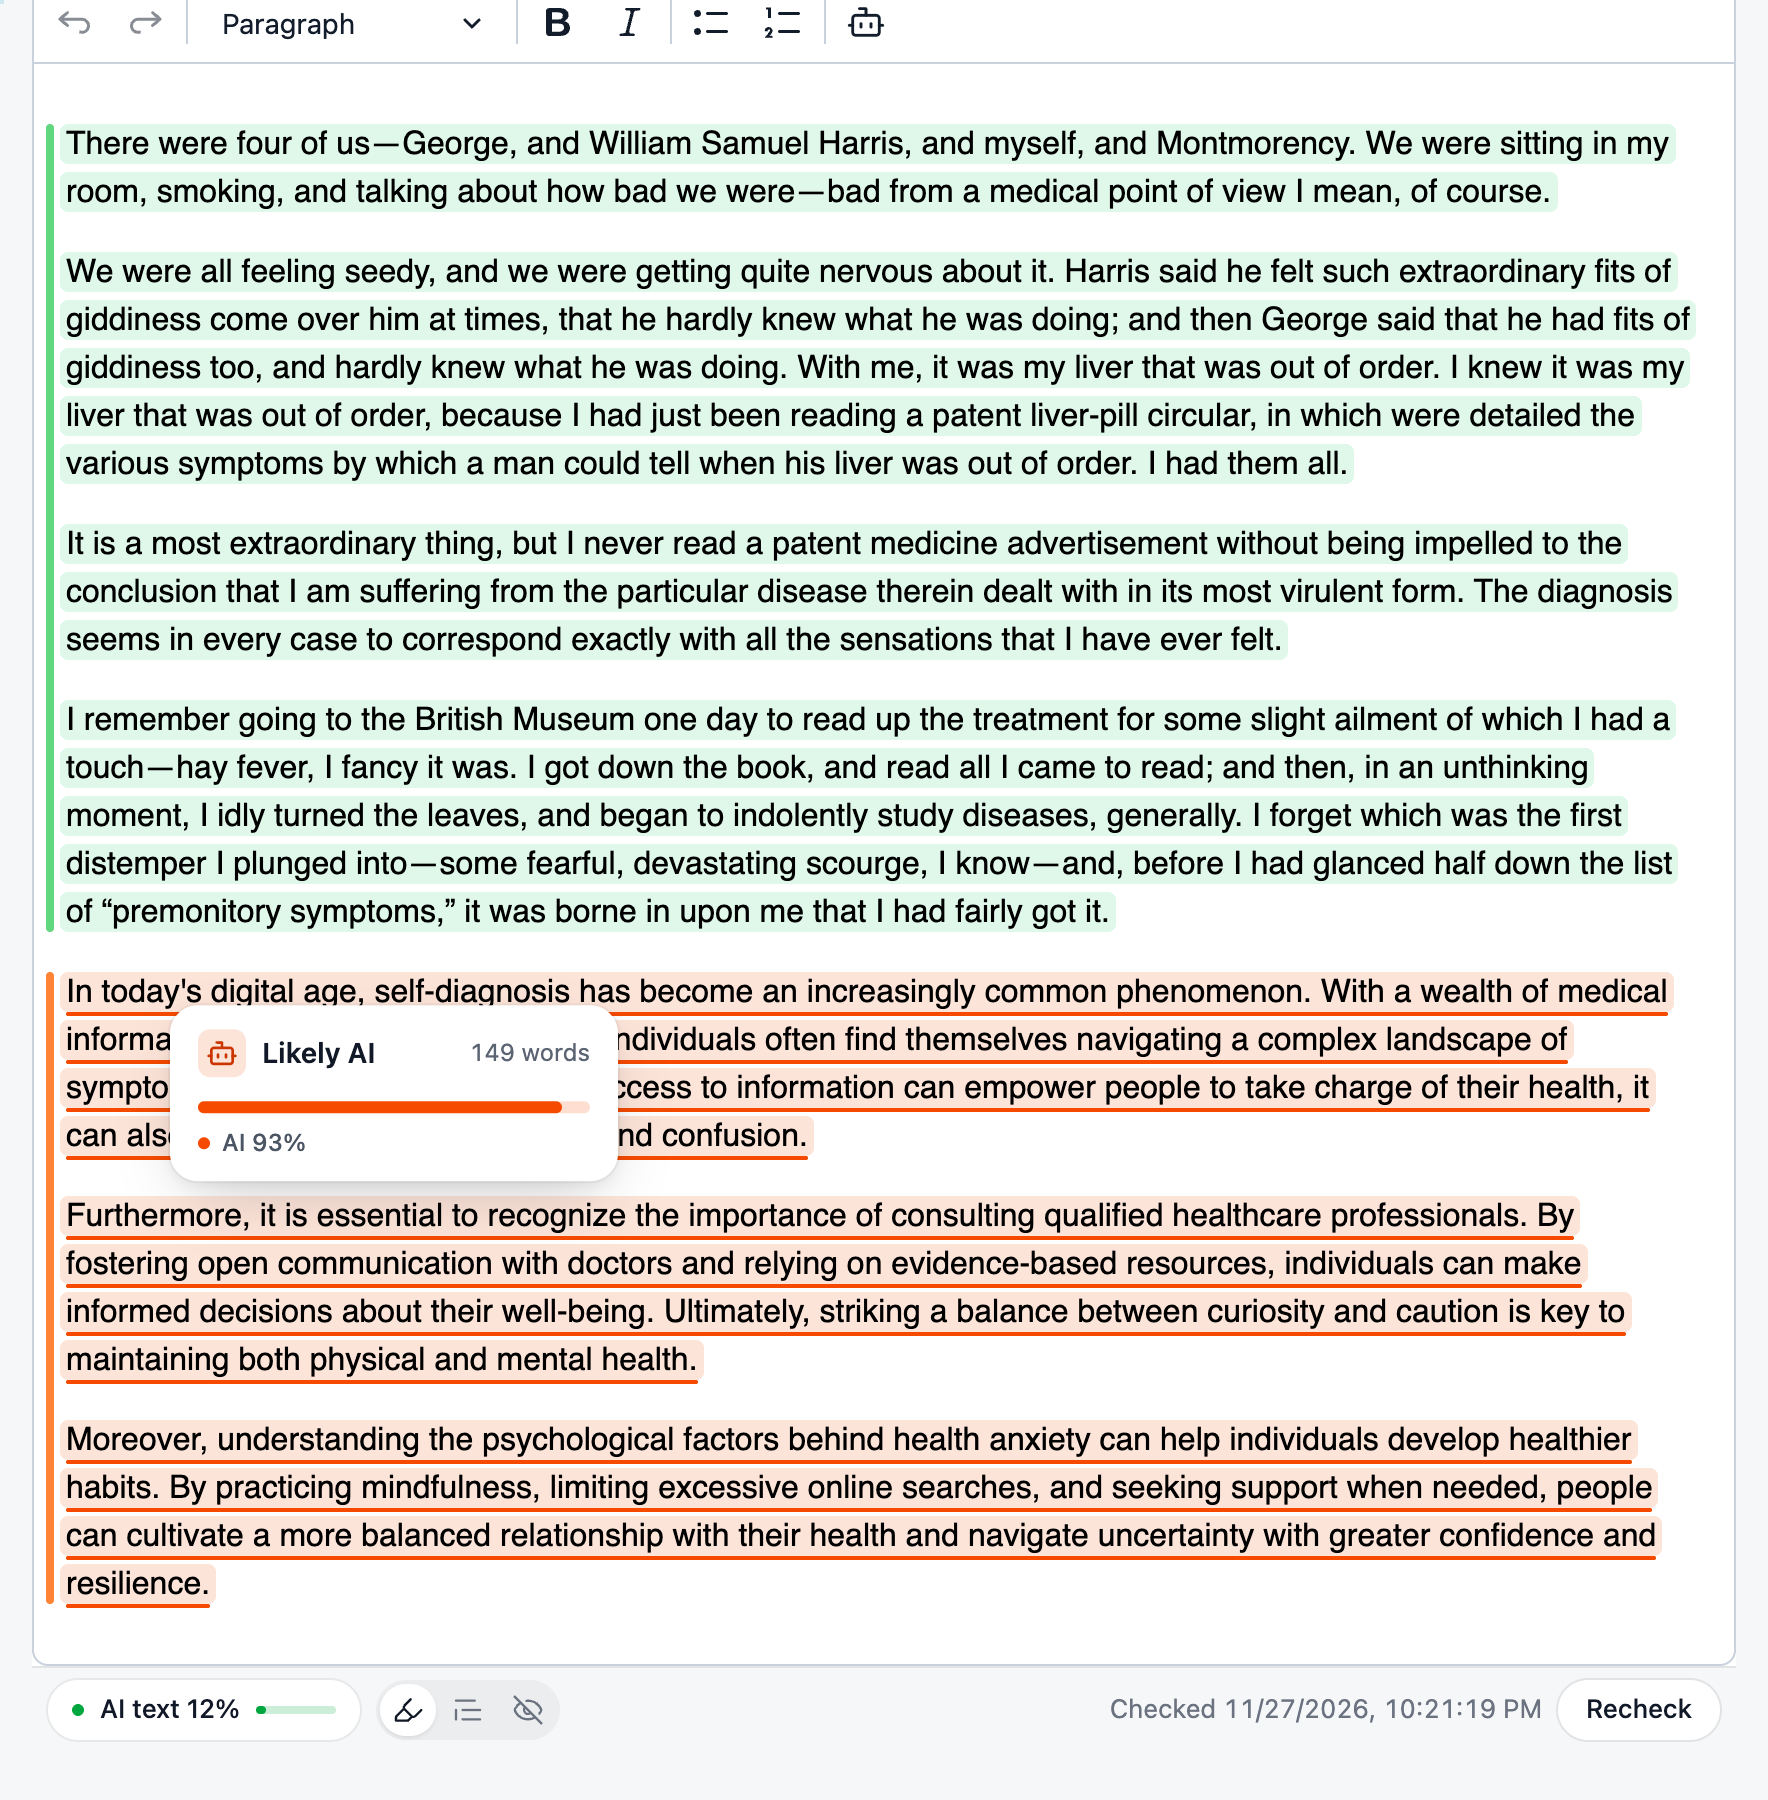 Paragraph B I
There were four of us—George, and William Samuel Harris, and myself, and Montmorency. We were sitting in my
room, smoking, and talking about how bad we were—bad from a medical point of view I mean, of course.
We were all feeling seedy, and we were getting quite nervous about it. Harris said he felt such extraordinary fits of
giddiness come over him at times, that he hardly knew what he was doing; and then George said that he had fits of
giddiness too, and hardly knew what he was doing. With me, it was my liver that was out of order. I knew it was my
liver that was out of order, because I had just been reading a patent liver-pill circular, in which were detailed the
various symptoms by which a man could tell when his liver was out of order. I had them all.
It is a most extraordinary thing, but I never read a patent medicine advertisement without being impelled to the
conclusion that I am suffering from the particular disease therein dealt with in its most virulent form. The diagnosis
seems in every case to correspond exactly with all the sensations that I have ever felt.
I remember going to the British Museum one day to read up the treatment for some slight ailment of which I had a
touch—hay fever, I fancy it was. I got down the book, and read all I came to read; and then, in an unthinking
moment, I idly turned the leaves, and began to indolently study diseases, generally. I forget which was the first
distemper I plunged into—some fearful, devastating scourge, I know—and, before I had glanced half down the list
of “premonitory symptoms,” it was borne in upon me that I had fairly got it.
In today's digital age, self-diagnosis has become an increasingly common phenomenon. With a wealth of medical
often find themselves navigating a complex landscape of
to information can empower people to take charge of their health, it
can confusion.
Likely AI 149 words
AI 93%
Furthermore, it is essential to recognize the importance of consulting qualified healthcare professionals. By
fostering open communication with doctors and relying on evidence-based resources, individuals can make
informed decisions about their well-being. Ultimately, striking a balance between curiosity and caution is key to
maintaining both physical and mental health.
Moreover, understanding the psychological factors behind health anxiety can help individuals develop healthier
habits. By practicing mindfulness, limiting excessive online searches, and seeking support when needed, people
can cultivate a more balanced relationship with their health and navigate uncertainty with greater confidence and
resilience.
AI text 12%
Checked 11/27/2026, 10:21:19 PM
Recheck